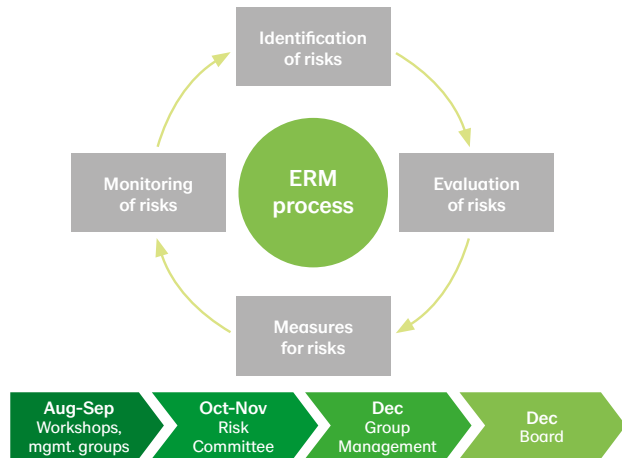 Identification
of risks
ERM
process
Monitoring
of risks
Evaluation
of risks
Measures
for risks
Aug-Sep
Workshops,
mgmt. groups
Oct-Nov
Risk
Committee
Dec
Group
Management
Dec
Board